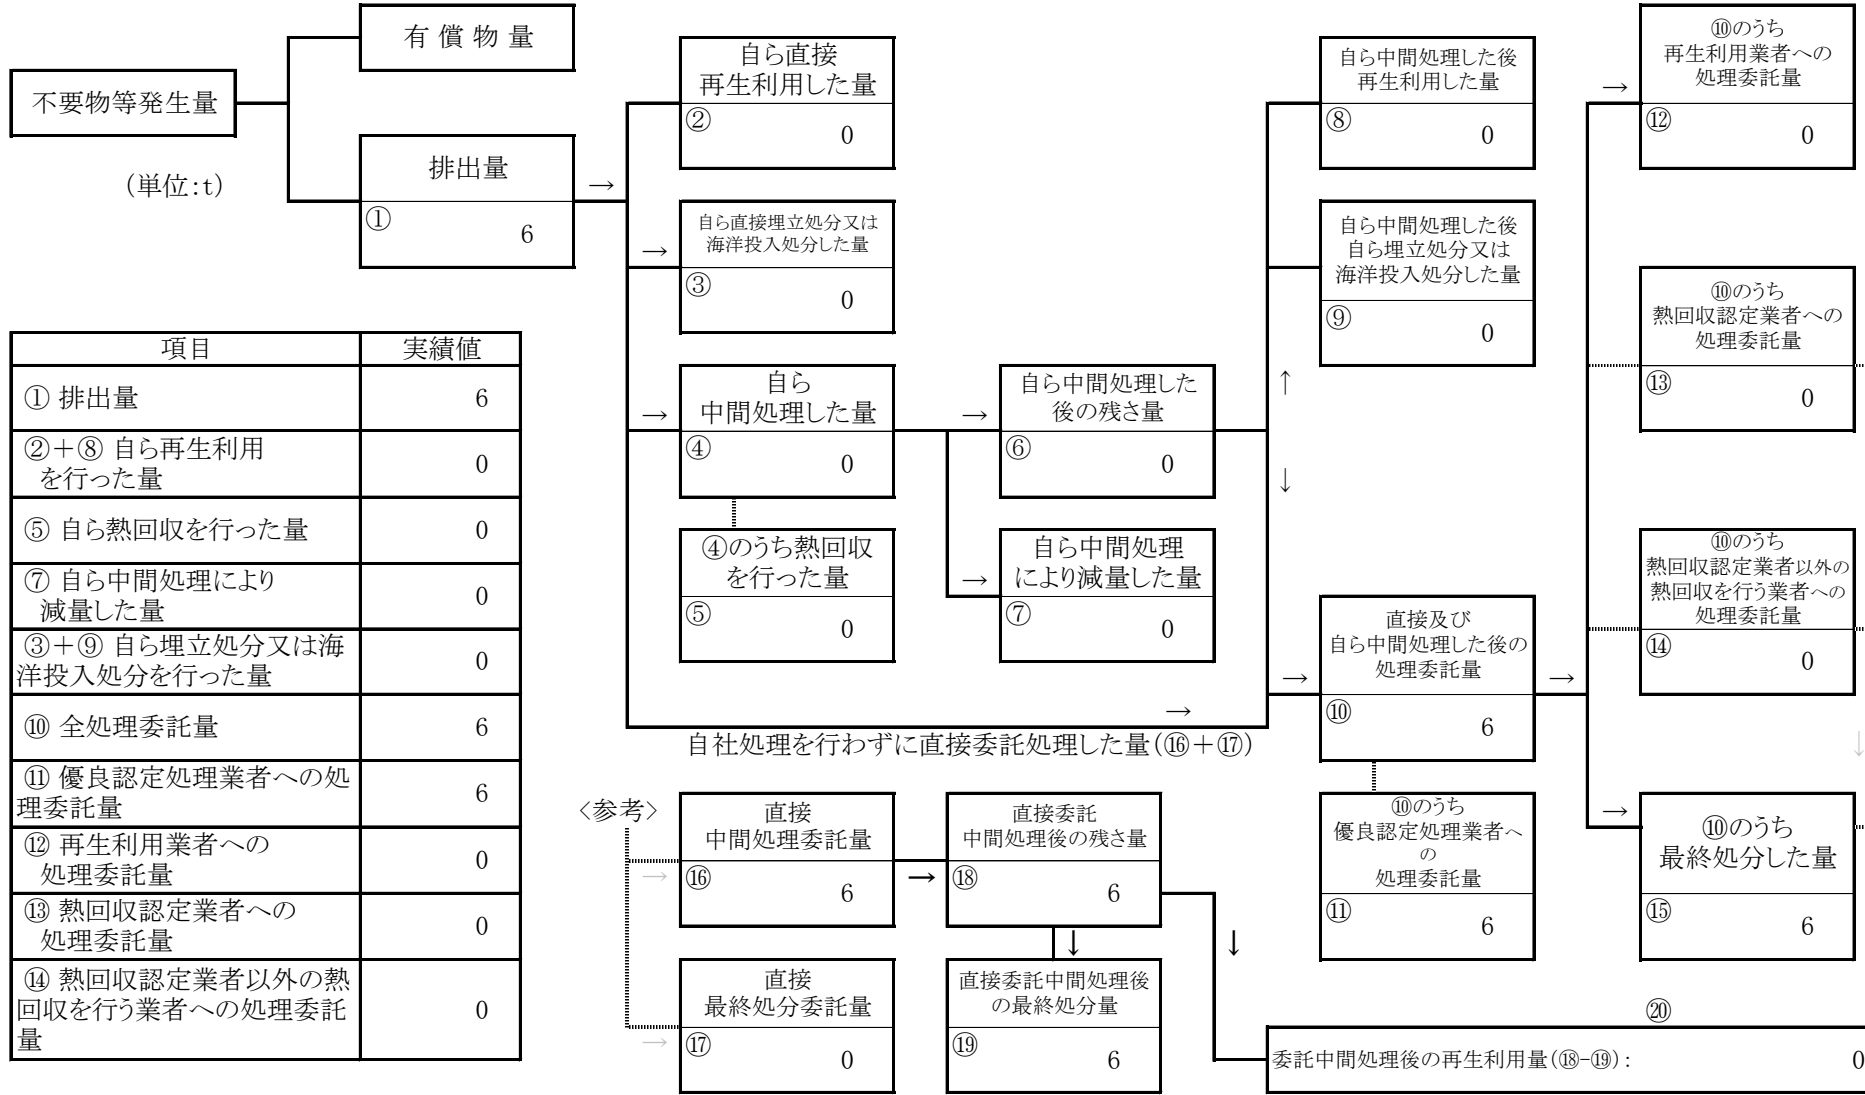 有 償 物 量
不要物等発生量
(単位:t)
排出量
①
6
→
自ら直接
再生利用した量
②
0
→
自ら直接埋立処分又は
海洋投入処分した量
③
0
→
自ら
中間処理した量
④
0
④のうち熱回収
を行った量
⑤
0
→
自ら中間処理した
後の残さ量
⑥
0
→
自ら中間処理
により減量した量
⑦
0
↑
↓
自ら中間処理した後
再生利用した量
⑧
0
自ら中間処理した後
自ら埋立処分又は
海洋投入処分した量
⑨
0
→
自社処理を行わずに直接委託処理した量(⑯+⑰)
→
直接及び
自ら中間処理した後の
処理委託量
⑩
6
⑩のうち
優良認定処理業者へ
の
処理委託量
⑪
6
→
→
⑩のうち
再生利用業者への
処理委託量
⑫
0
⑩のうち
熱回収認定業者への
処理委託量
⑬
0
⑩のうち
熱回収認定業者以外の
熱回収を行う業者への
処理委託量
⑭
0
↓
→
⑩のうち
最終処分した量
⑮
6
項目 実績値
① 排出量 6
②+⑧ 自ら再生利用
を行った量 0
⑤ 自ら熱回収を行った量 0
⑦ 自ら中間処理により
減量した量 0
③+⑨ 自ら埋立処分又は海
洋投入処分を行った量 0
⑩ 全処理委託量 6
⑪ 優良認定処理業者への処
理委託量 6
⑫ 再生利用業者への
処理委託量 0
⑬ 熱回収認定業者への
処理委託量 0
⑭ 熱回収認定業者以外の熱
回収を行う業者への処理委託
量 0
〈参考〉
→
直接
中間処理委託量
⑯
6
→
直接委託
中間処理後の残さ量
⑱
6
↓
↓
→
直接
最終処分委託量
⑰
0
直接委託中間処理後
の最終処分量
⑲
6
⑳
委託中間処理後の再生利用量(⑱-⑲): 0